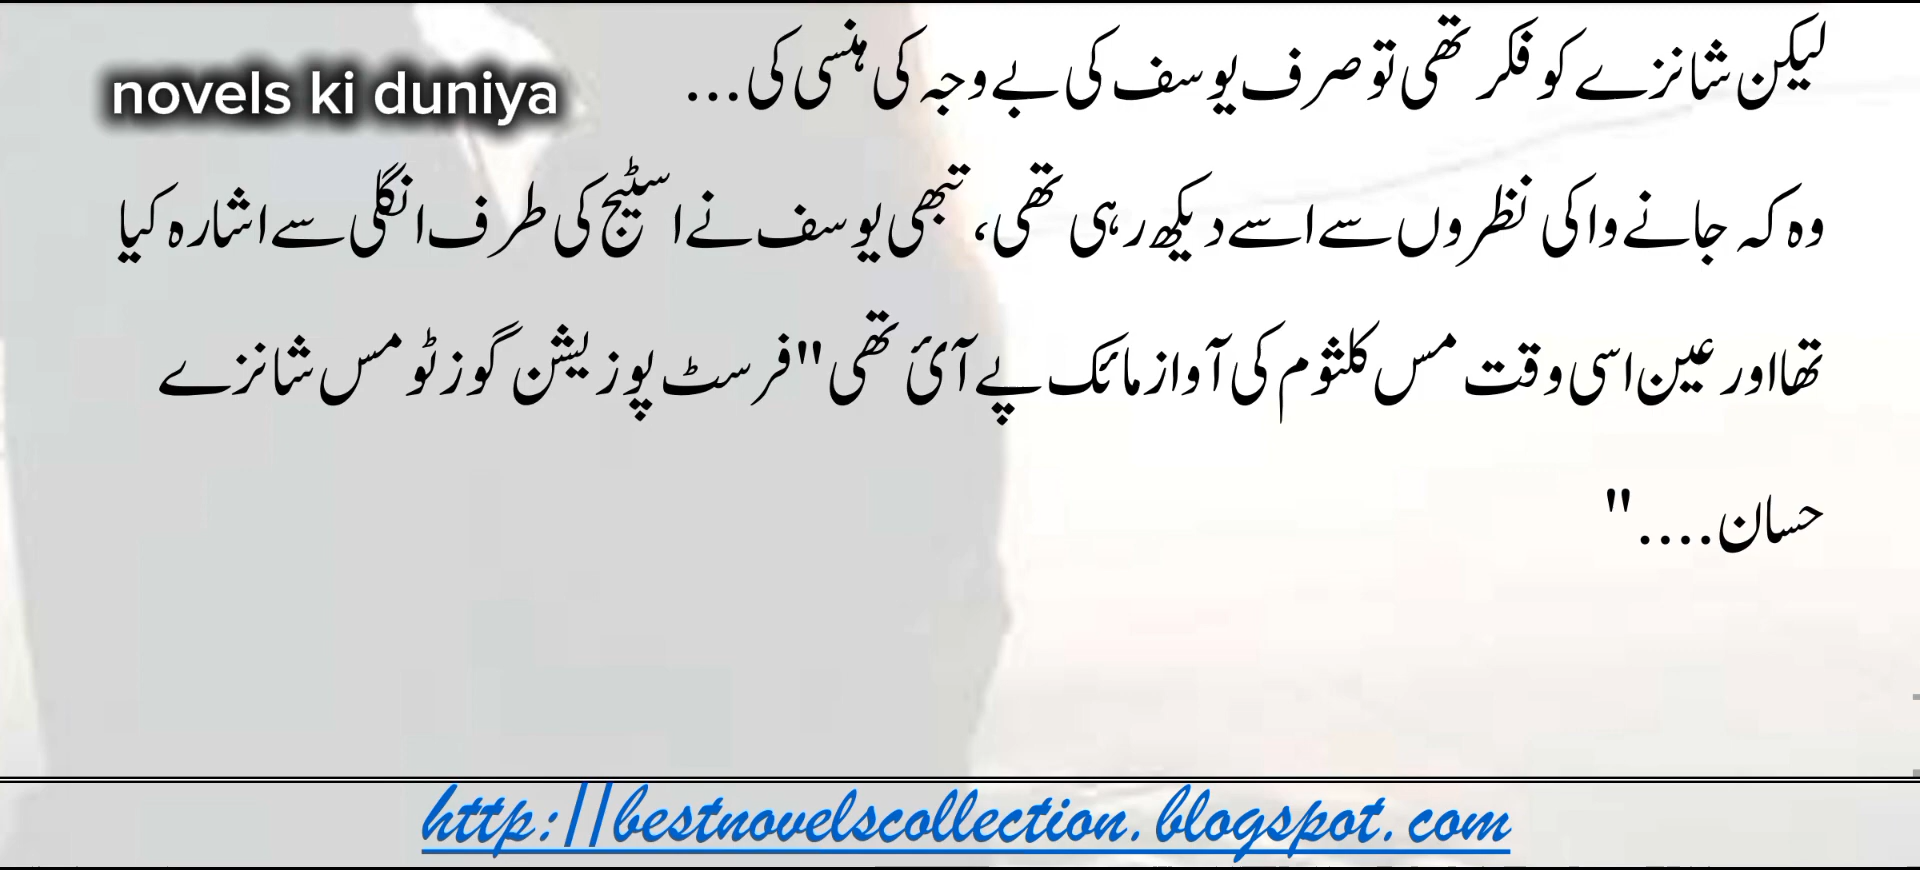 لیکن شانزے کو فکر تھی تو صرف یوسف کی بے وجہ کی ہنسی کی...
novels ki duniya
وہ کہ جانے واکی نظروں سے اسے دیکھ رہی تھی، تبھی یوسف نے اسٹیج کی طرف انگلی سے اشارہ کیا
تھا اور عین اسی وقت مس کلثوم کی آواز مائک پے آئ تھی "فرسٹ پوزیشن گوز ٹو مس شانزے
حسان...."
http://bestnovelscollection.blogspot.com